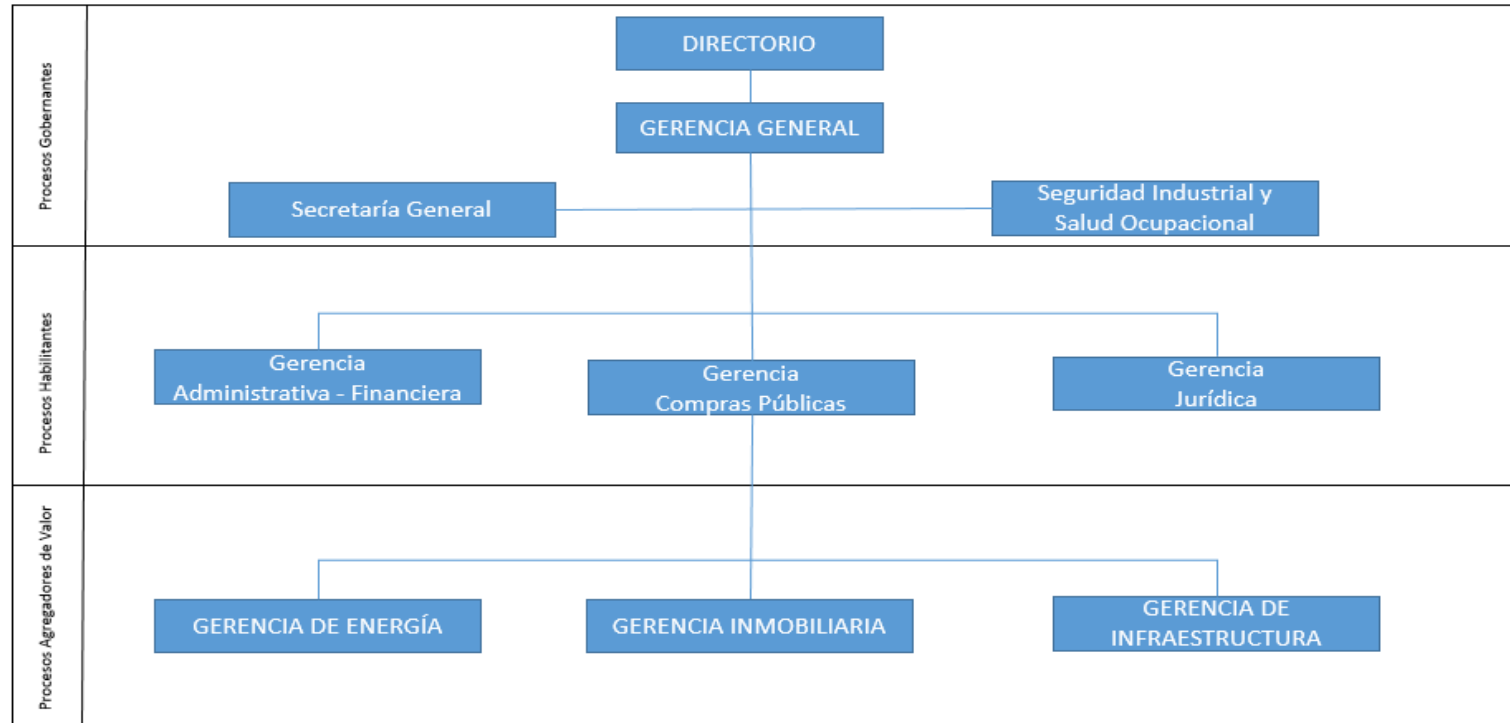 Procesos Gobernantes
DIRECTORIO
GERENCIA GENERAL
Secretaría General
Seguridad Industrial y
Salud Ocupacional
Procesos Habilitantes
Gerencia
Administrativa - Financiera
Gerencia
Compras Públicas
Gerencia
Jurídica
Procesos Agregadores de Valor
GERENCIA DE ENERGÍA
GERENCIA INMOBILIARIA
GERENCIA DE
INFRAESTRUCTURA